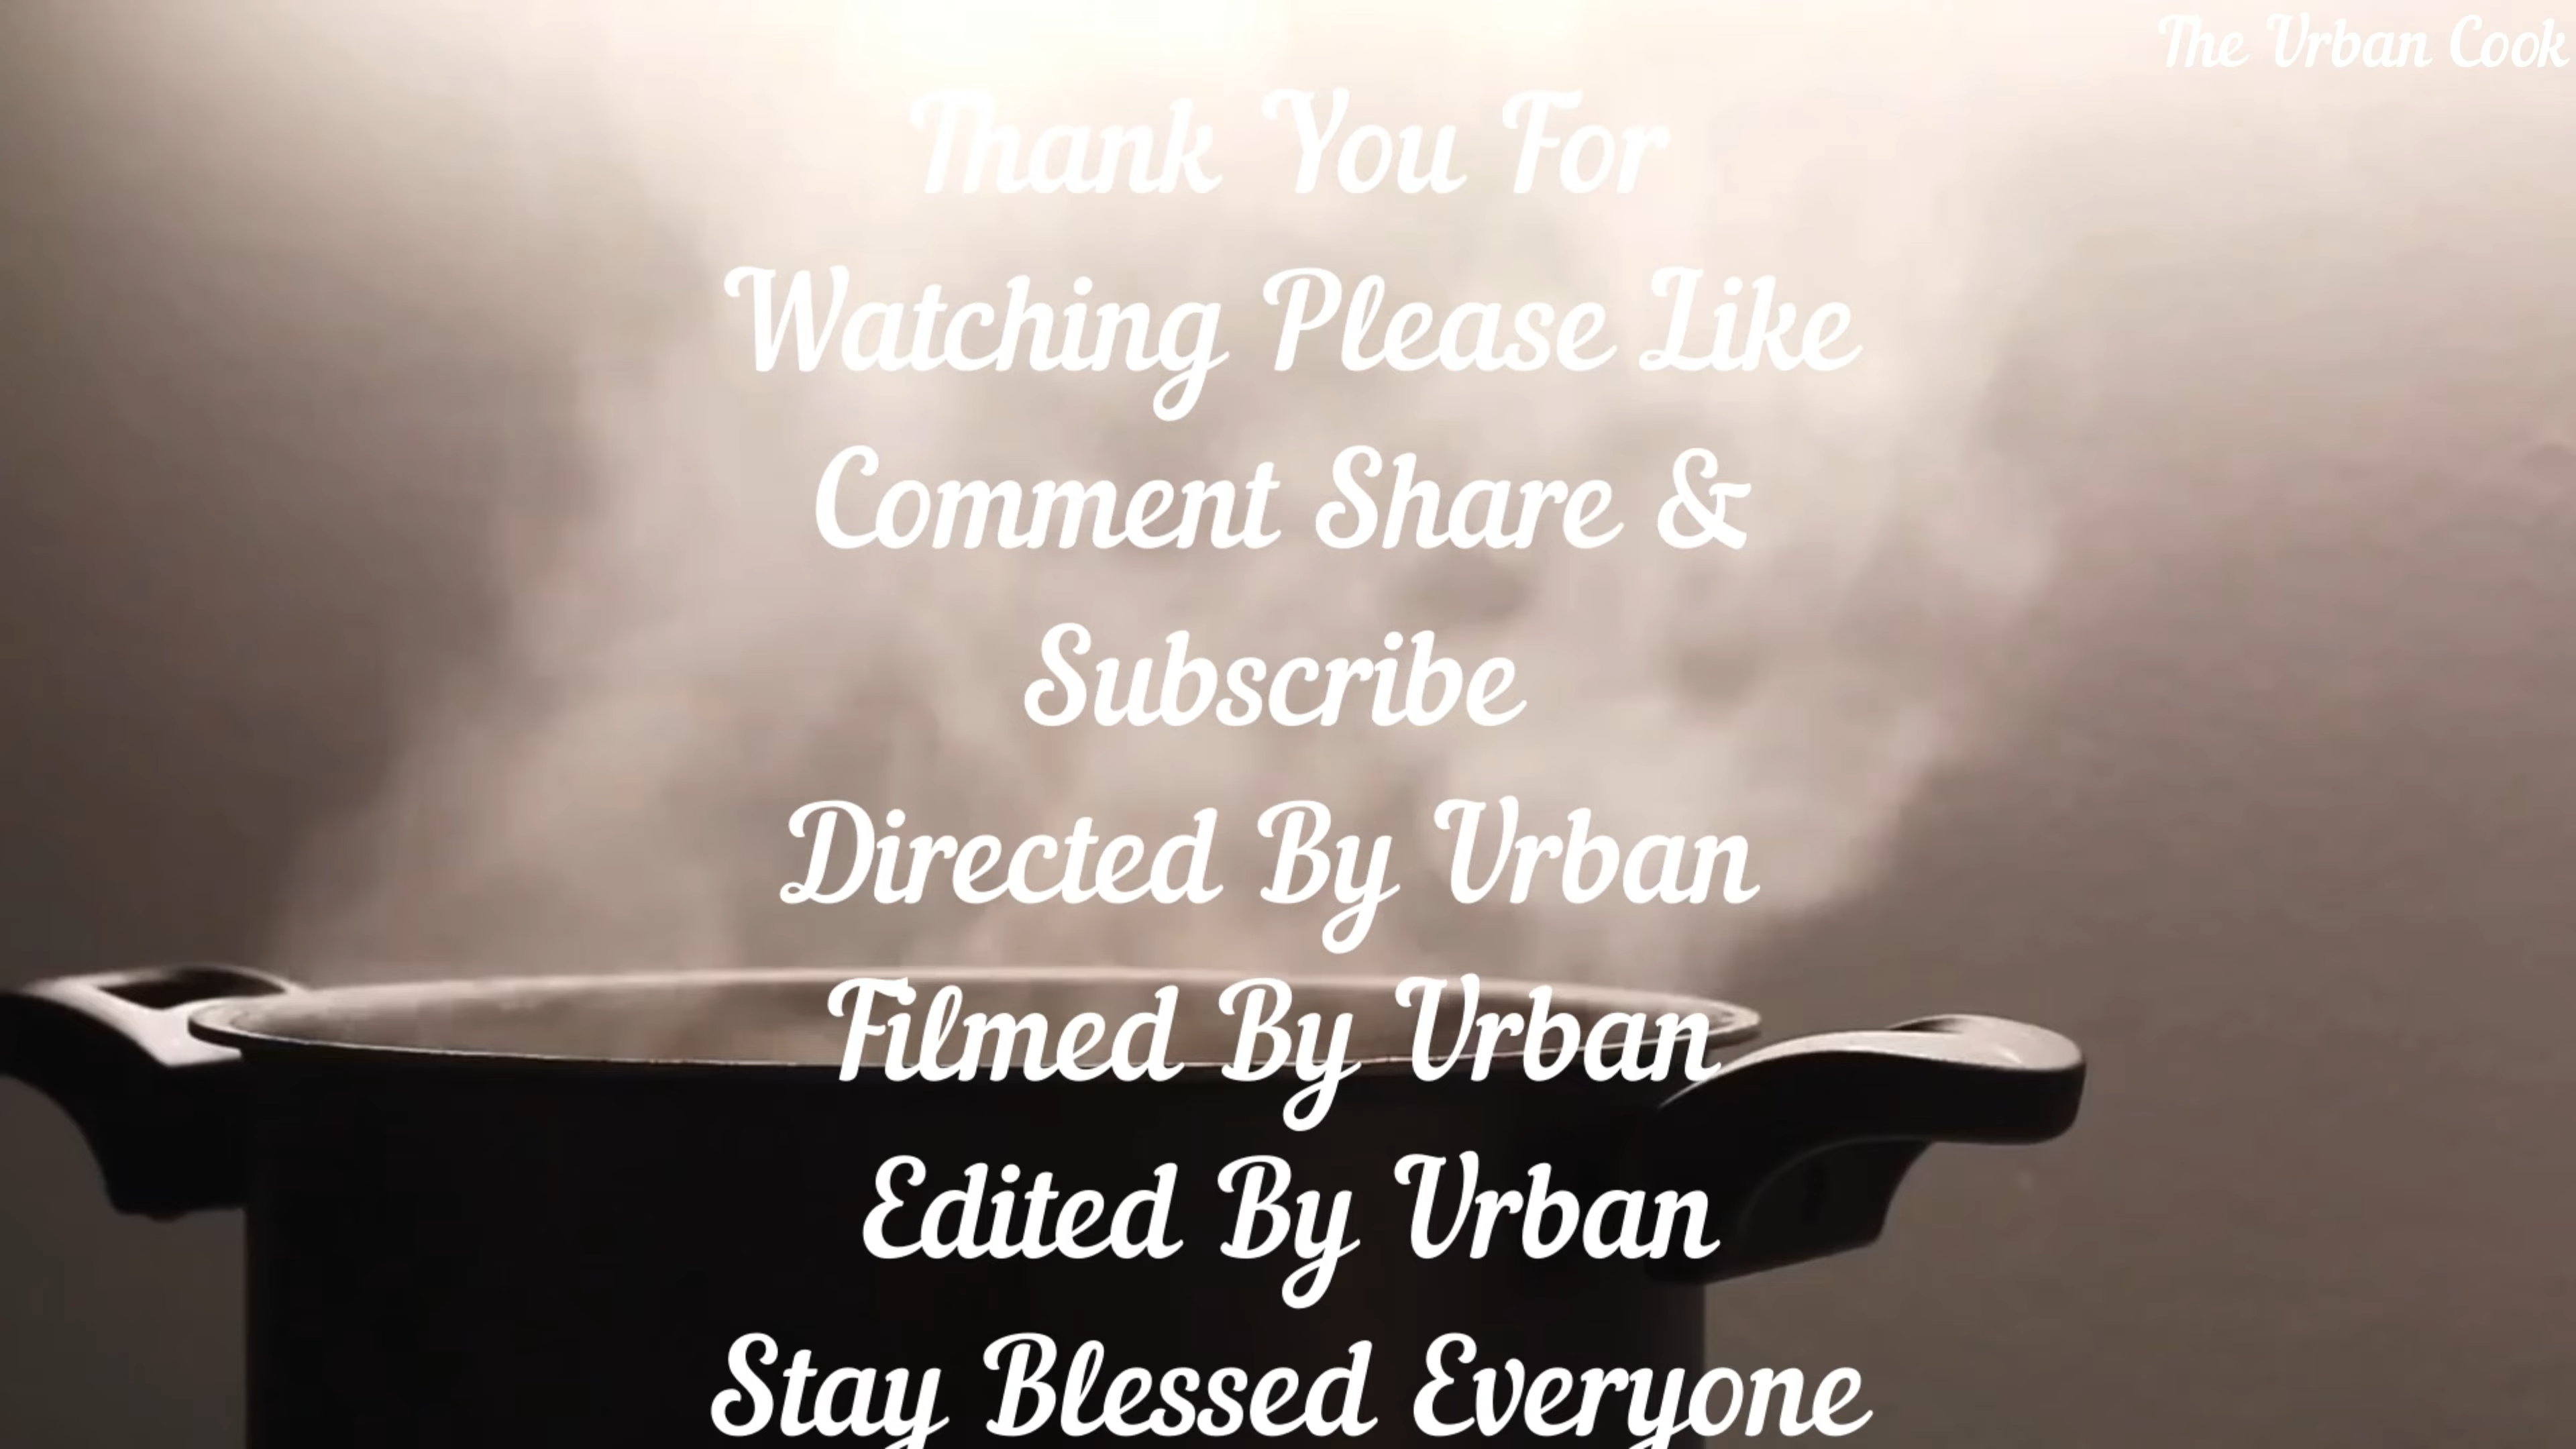 The Urban Cook
Thank You For
Watching Please Like
Comment Share &
Subscribe
Directed By Urban
Filmed By Urban
Edited By Urban
Stay Blessed Everyone